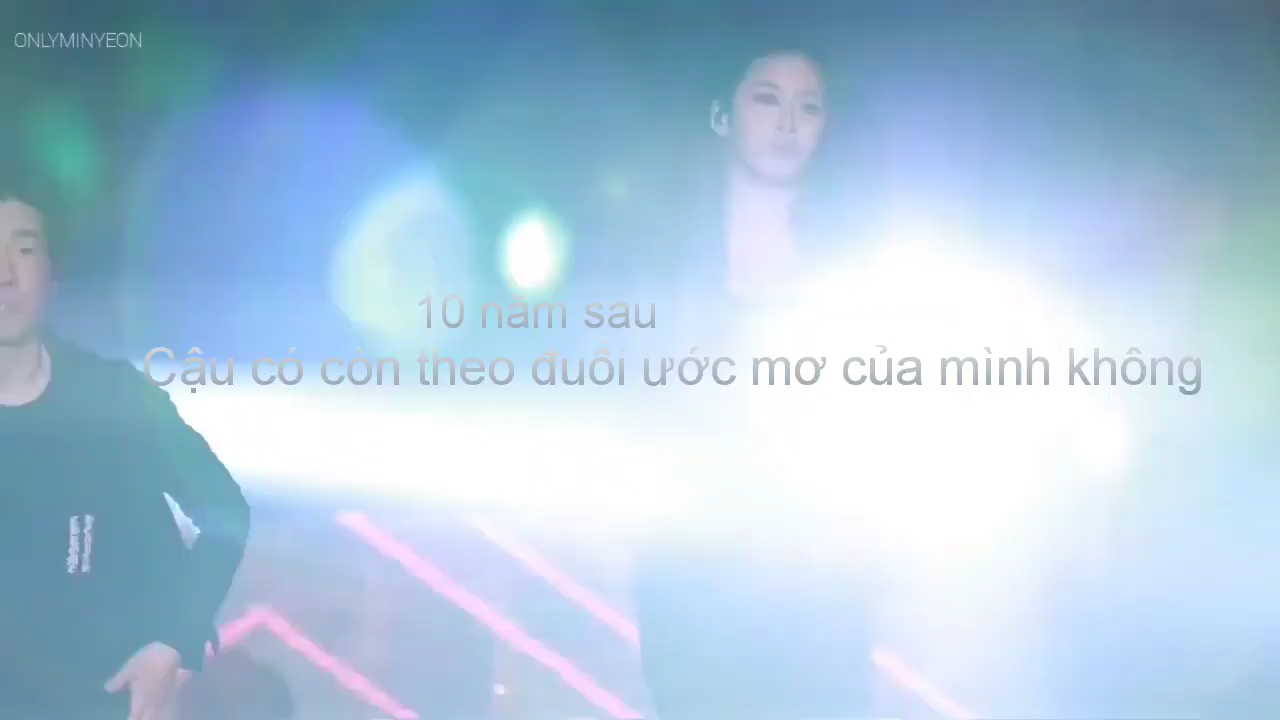 ONLYMINYEON
10 năm sau
Cậu có còn theo đuổi ước mơ của mình không